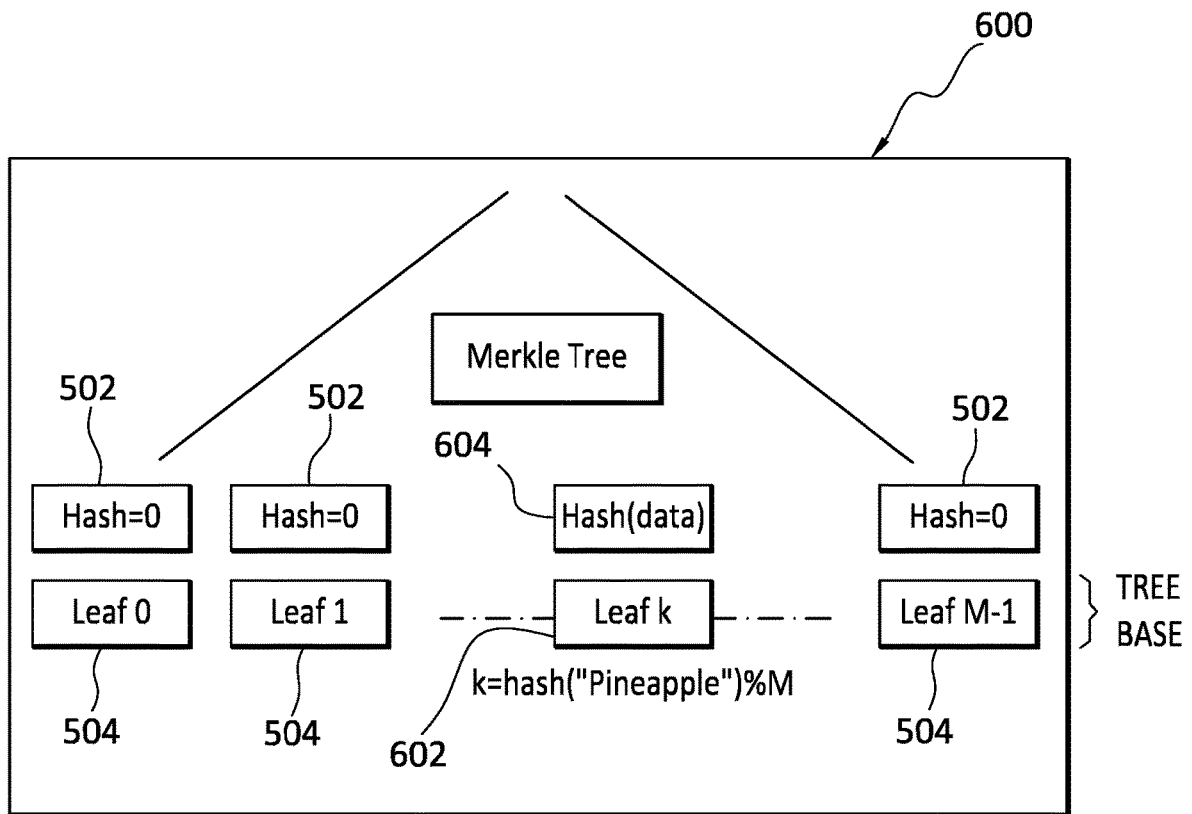 600
Merkle Tree
502
502
502
604
Hash=0
Hash=0
Hash(data)
Hash=0
Leaf 0
Leaf 1
Leaf k
Leaf M-1
TREE
BASE
k=hash("Pineapple")%M
504
504
602
504